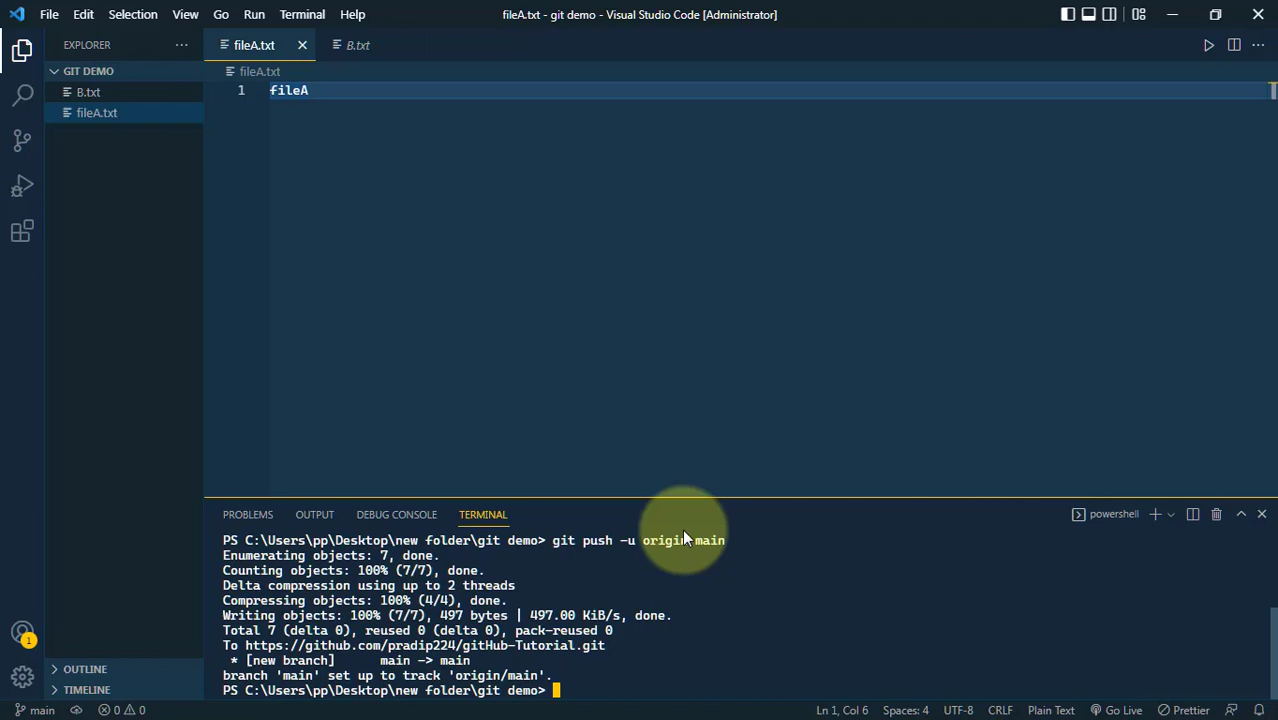 File Edit Selection View Go Run Terminal Help
fileA.txt - git demo - Visual Studio Code [Administrator]
EXPLORER
fileA.txt
B.txt
GIT DEMO
fileA.txt
B.txt
1 fileA
fileA.txt
PROBLEMS OUTPUT DEBUG CONSOLE TERMINAL
powershell
PS C:\Users\pp\Desktop\new folder\git demo> git push -u origin main
Enumerating objects: 7, done.
Counting objects: 100% (7/7), done.
Delta compression using up to 2 threads
Compressing objects: 100% (4/4), done.
Writing objects: 100% (7/7), 497 bytes | 497.00 KiB/s, done.
Total 7 (delta 0), reused 0 (delta 0), pack-reused 0
To https://github.com/pradip224/gitHub-Tutorial.git
* [new branch] main -> main
branch 'main' set up to track 'origin/main'.
PS C:\Users\pp\Desktop\new folder\git demo>
1
OUTLINE
TIMELINE
main 0 0 Ln 1, Col 6 Spaces: 4 UTF-8 CRLF Plain Text Go Live Prettier